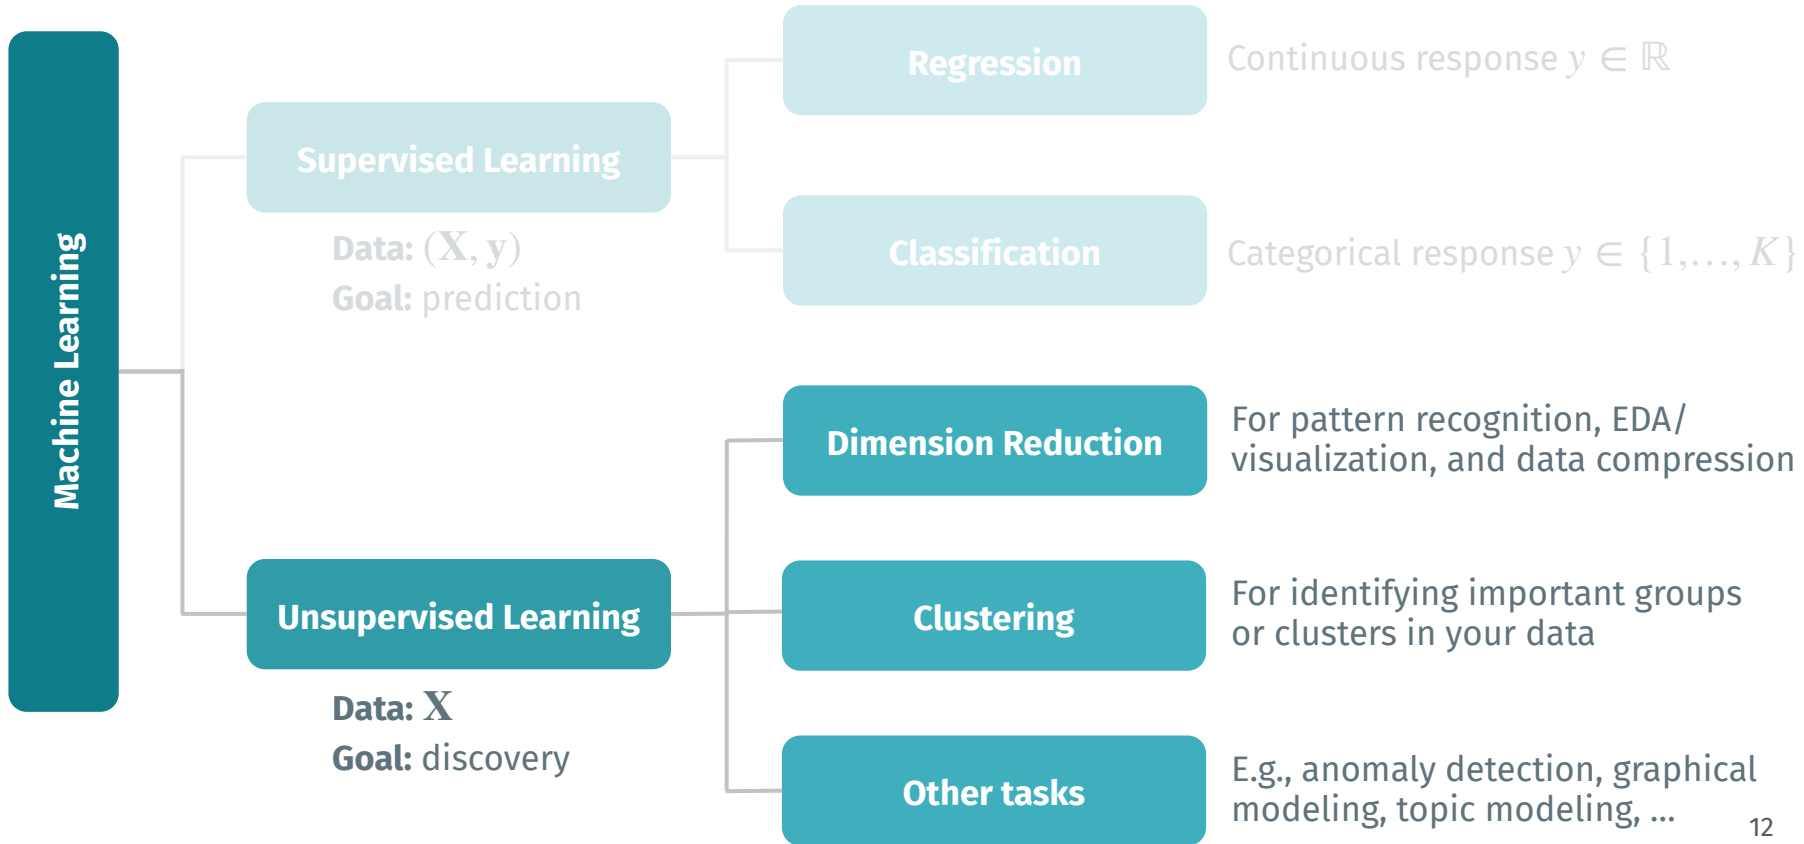 Machine Learning
Supervised Learning
Data: (X, y)
Goal: prediction
Regression
Continuous response y ∈ ℝ
Classification
Categorical response y ∈ {1,…, K}
Unsupervised Learning
Data: X
Goal: discovery
Dimension Reduction
For pattern recognition, EDA/
visualization, and data compression
Clustering
For identifying important groups
or clusters in your data
Other tasks
E.g., anomaly detection, graphical
modeling, topic modeling, ...
12